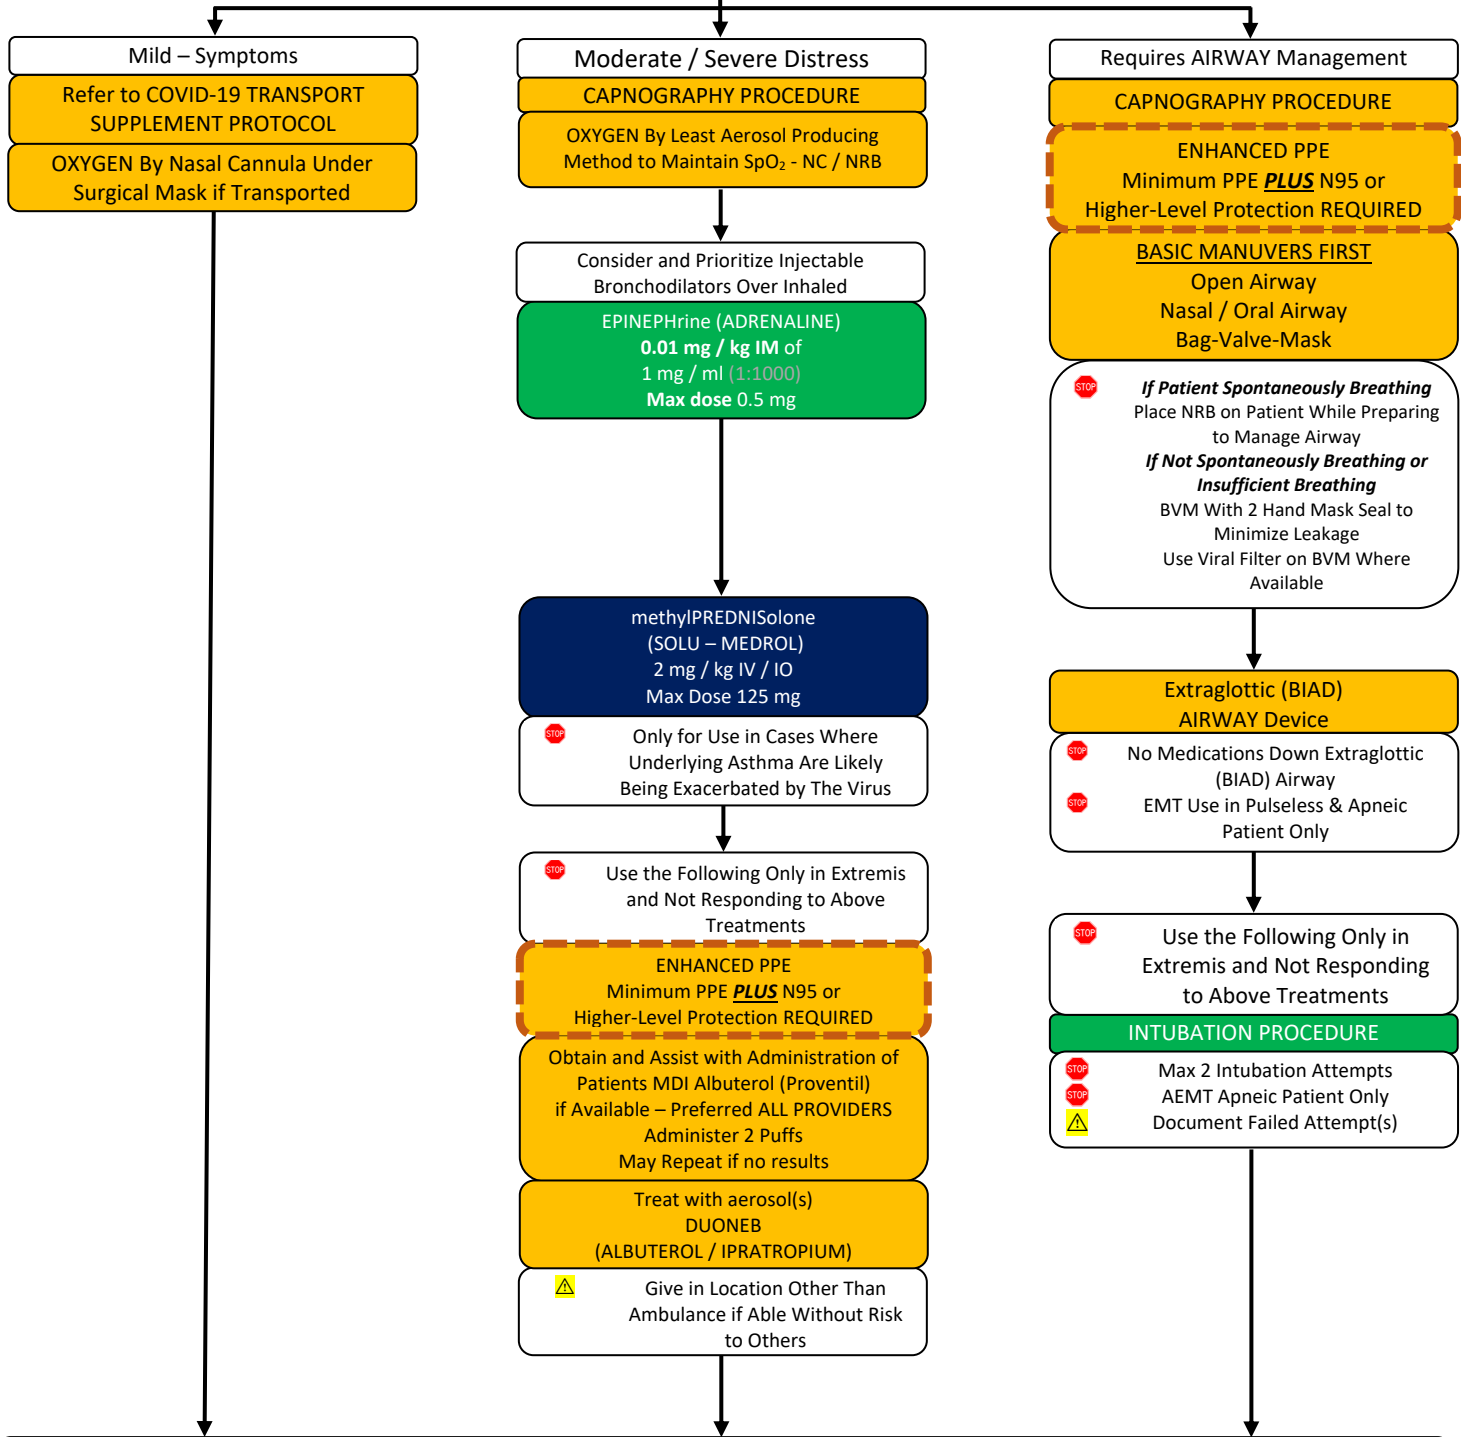 Mild – Symptoms
Refer to COVID-19 TRANSPORT
SUPPLEMENT PROTOCOL
OXYGEN By Nasal Cannula Under
Surgical Mask if Transported
Moderate / Severe Distress
CAPNOGRAPHY PROCEDURE
OXYGEN By Least Aerosol Producing
Method to Maintain SpO₂ - NC / NRB
Consider and Prioritize Injectable
Bronchodilators Over Inhaled
EPINEPHrine (ADRENALINE)
0.01 mg / kg IM of
1 mg / ml (1:1000)
Max dose 0.5 mg
methylPREDNISolone
(SOLU – MEDROL)
2 mg / kg IV / IO
Max Dose 125 mg
STOP Only for Use in Cases Where
Underlying Asthma Are Likely
Being Exacerbated by The Virus
STOP Use the Following Only in Extremis
and Not Responding to Above
Treatments
ENHANCED PPE
Minimum PPE PLUS N95 or
Higher-Level Protection REQUIRED
Obtain and Assist with Administration of
Patients MDI Albuterol (Proventil)
if Available – Preferred ALL PROVIDERS
Administer 2 Puffs
May Repeat if no results
Treat with aerosol(s)
DUONEB
(ALBUTEROL / IPRATROPIUM)
Give in Location Other Than
Ambulance if Able Without Risk
to Others
Requires AIRWAY Management
CAPNOGRAPHY PROCEDURE
ENHANCED PPE
Minimum PPE PLUS N95 or
Higher-Level Protection REQUIRED
BASIC MANUVERS FIRST
Open Airway
Nasal / Oral Airway
Bag-Valve-Mask
STOP If Patient Spontaneously Breathing
Place NRB on Patient While Preparing
to Manage Airway
If Not Spontaneously Breathing or
Insufficient Breathing
BVM With 2 Hand Mask Seal to
Minimize Leakage
Use Viral Filter on BVM Where
Available
Extraglottic (BIAD)
AIRWAY Device
STOP No Medications Down Extraglottic
(BIAD) Airway
STOP EMT Use in Pulseless & Apneic
Patient Only
STOP Use the Following Only in
Extremis and Not Responding
to Above Treatments
INTUBATION PROCEDURE
STOP Max 2 Intubation Attempts
STOP AEMT Apneic Patient Only
Document Failed Attempt(s)